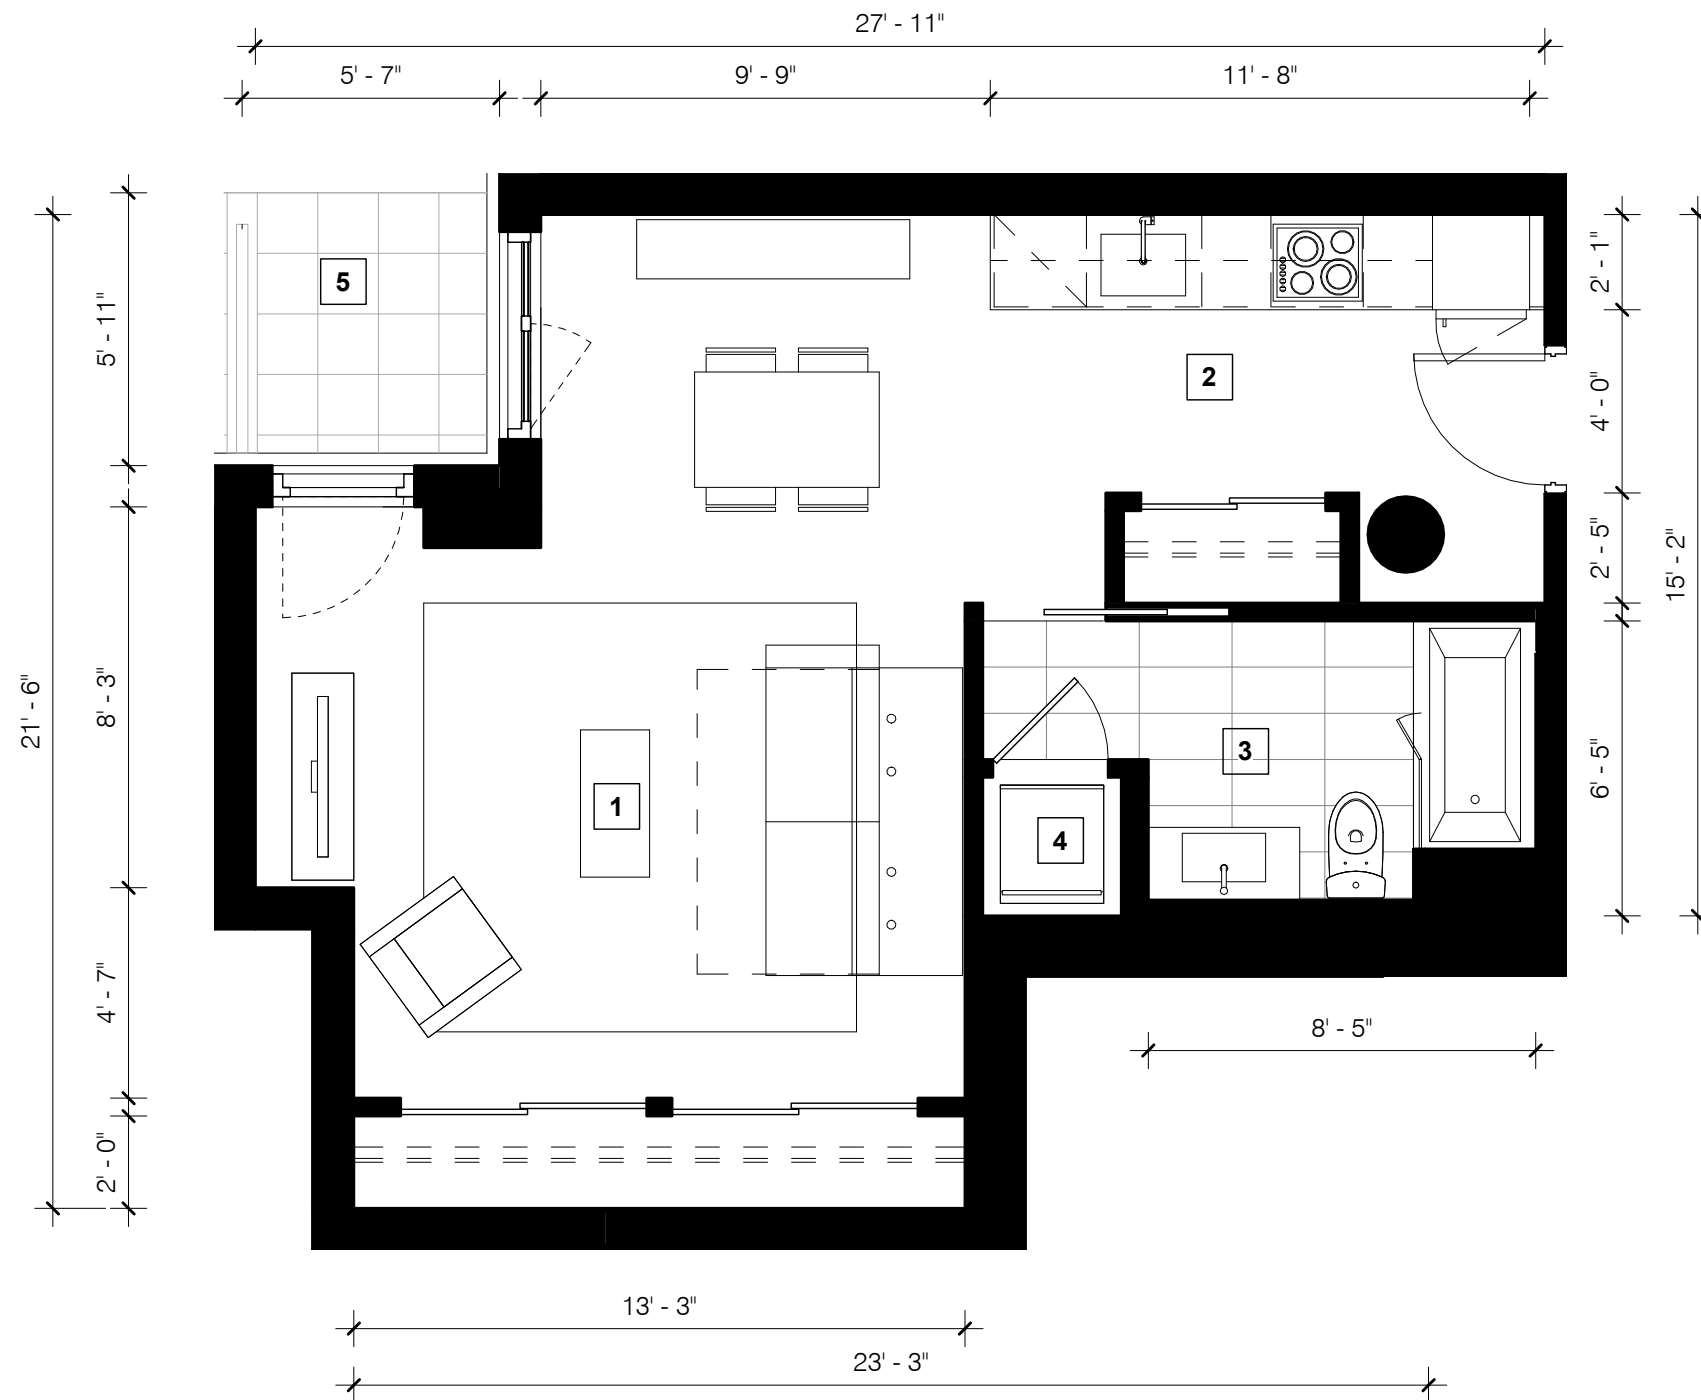 27' - 11"
5' - 7"
9' - 9"
11' - 8"
5
5' - 11"
2' - 1"
2
4' - 0"
2' - 5"
15' - 2"
21' - 6"
8' - 3"
3
6' - 5"
1
4
4' - 7"
8' - 5"
2' - 0"
13' - 3"
23' - 3"